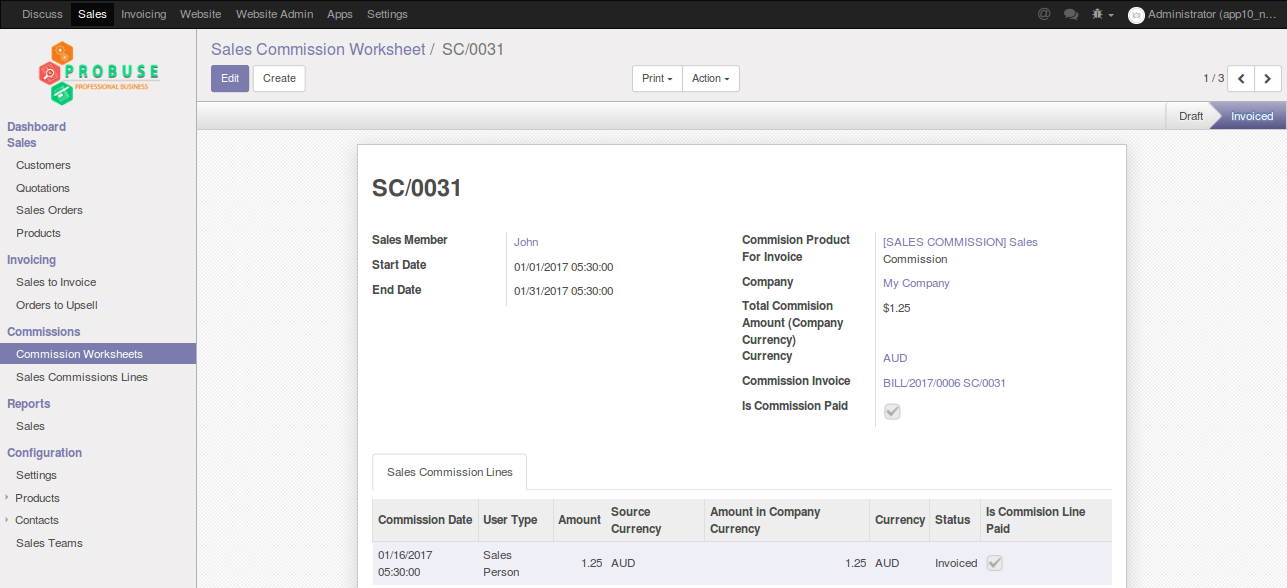 Discuss Sales Invoicing Website Website Admin Apps Settings @ Administrator (app10_n...
PROBUSE
PROFESSIONAL BUSINESS
Sales Commission Worksheet / SC/0031
Edit Create Print Action 1 / 3
Draft Invoiced
Dashboard
Sales
Customers
Quotations
Sales Orders
Products
Invoicing
Sales to Invoice
Orders to Upsell
Commissions
Commission Worksheets
Sales Commissions Lines
Reports
Sales
Configuration
Settings
Products
Contacts
Sales Teams
SC/0031
Sales Member John
Start Date 01/01/2017 05:30:00
End Date 01/31/2017 05:30:00
Commision Product
For Invoice
[SALES COMMISSION] Sales
Commission
Company My Company
Total Commision
Amount (Company
Currency)
$1.25
Currency AUD
Commission Invoice BILL/2017/0006 SC/0031
Is Commission Paid
Sales Commission Lines
Commission Date User Type Amount
Source
Currency
Amount in Company
Currency
Currency Status
Is Commision Line
Paid
01/16/2017
05:30:00
Sales
Person
1.25 AUD 1.25 AUD Invoiced